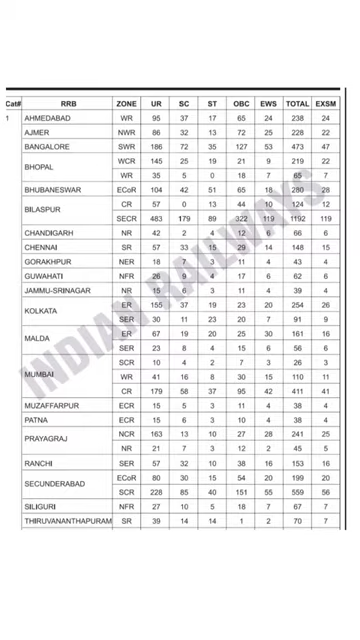 Cat# RRB ZONE UR SC ST OBC EWS TOTAL EXSM
1 AHMEDABAD WR 95 37 17 65 24 238 24
AJMER NWR 86 32 13 72 25 228 22
BANGALORE SWR 186 72 35 127 53 473 47
BHOPAL WCR 145 25 19 21 9 219 22
WR 35 5 0 18 7 65 7
BHUBANESWAR ECoR 104 42 51 65 18 280 28
BILASPUR CR 57 0 13 44 10 124 12
SECR 483 179 89 322 119 1192 119
CHANDIGARH NR 42 2 4 12 6 66 6
CHENNAI SR 57 33 15 29 14 148 15
GORAKHPUR NER 18 7 3 11 4 43 4
GUWAHATI NFR 26 9 4 17 6 62 6
JAMMU-SRINAGAR NR 15 6 3 11 4 39 4
KOLKATA ER 155 37 19 23 20 254 26
SER 30 11 23 20 7 91 9
MALDA ER 67 19 20 25 30 161 16
SER 23 8 4 15 6 56 6
MUMBAI SCR 10 4 2 7 3 26 3
WR 41 16 8 30 15 110 11
CR 179 58 37 95 42 411 41
MUZAFFARPUR ECR 15 5 3 11 4 38 4
PATNA ECR 15 6 3 10 4 38 4
PRAYAGRAJ NCR 163 13 10 27 28 241 25
NR 21 7 3 12 2 45 5
RANCHI SER 57 32 10 38 16 153 16
SECUNDERABAD ECoR 80 30 15 54 20 199 20
SCR 228 85 40 151 55 559 56
SILIGURI NFR 27 10 5 18 7 67 7
THIRUVANANTHAPURAM SR 39 14 14 1 2 70 7
INDIAN RAILWAYS